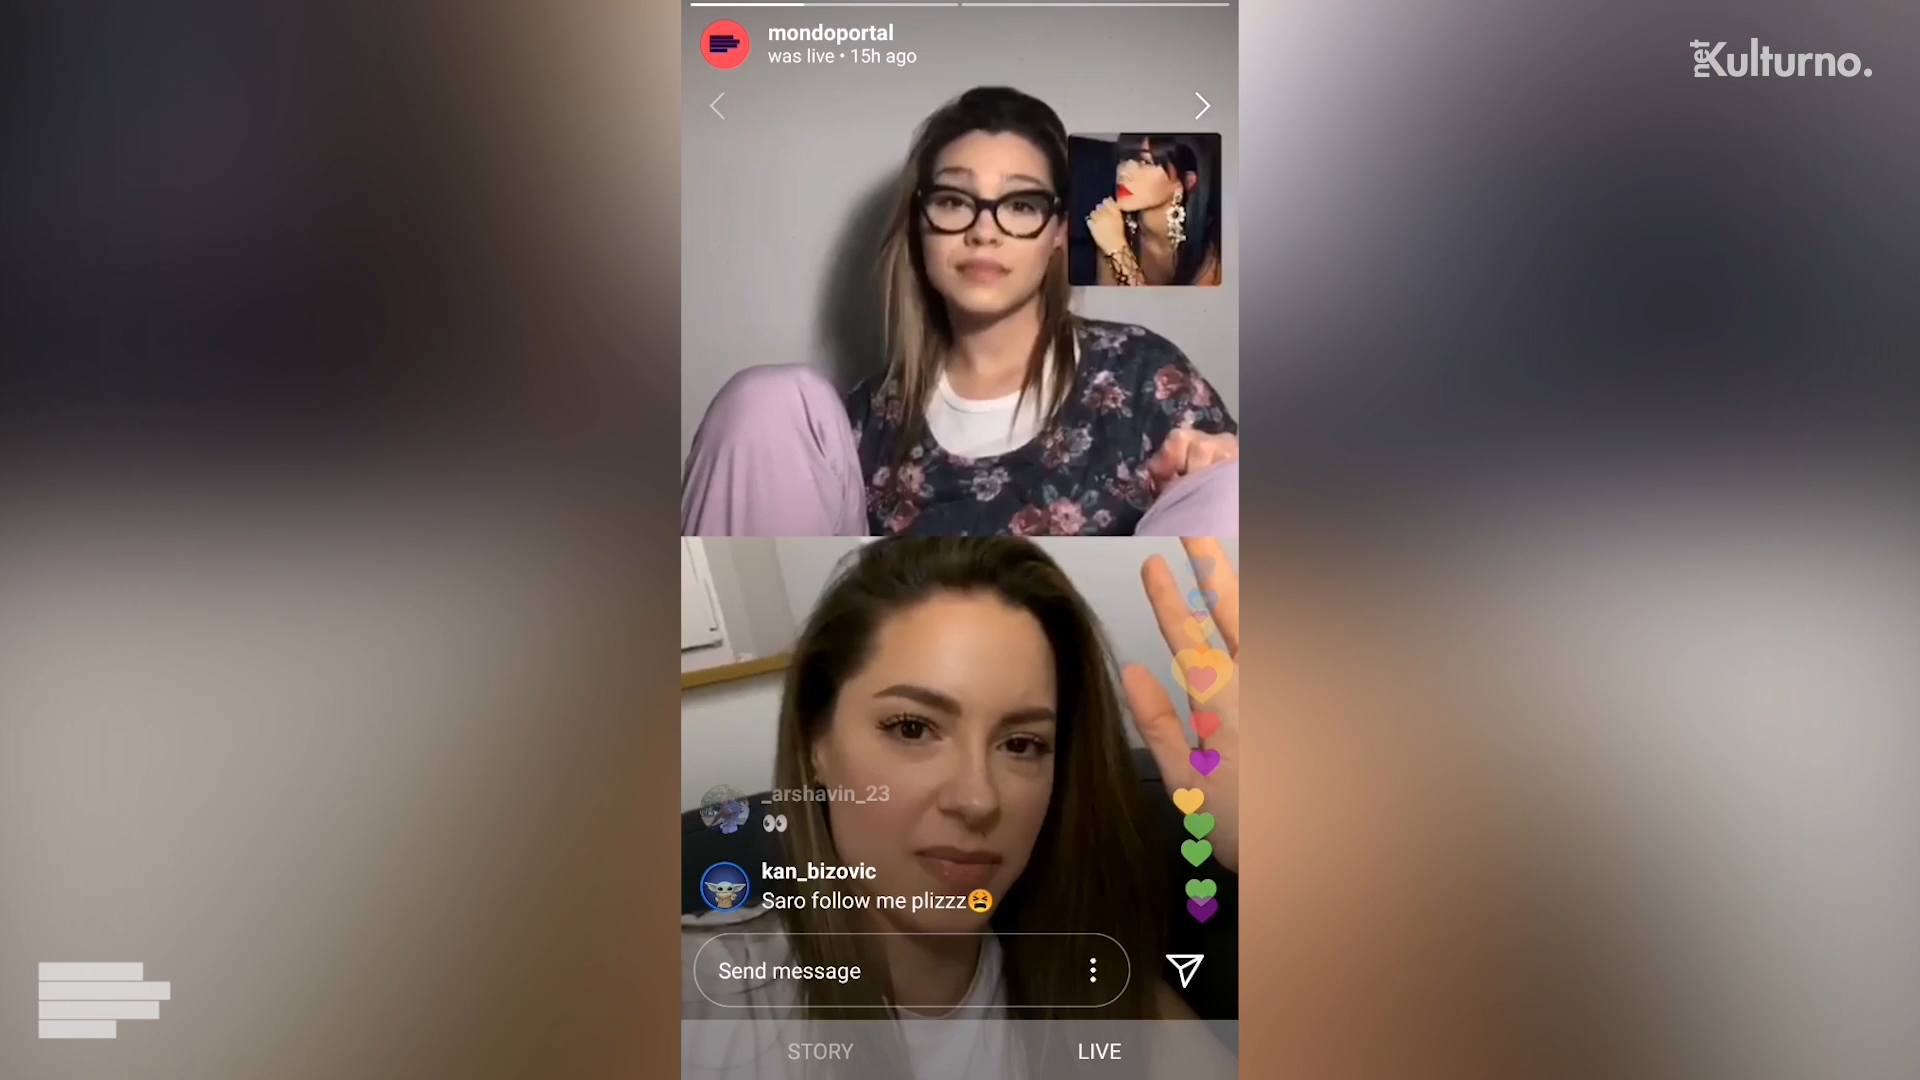 mondoportal
was live • 15h ago
netKulturno.
_arshavin_23
👀
kan_bizovic
Saro follow me plizzz😫
Send message
STORY
LIVE